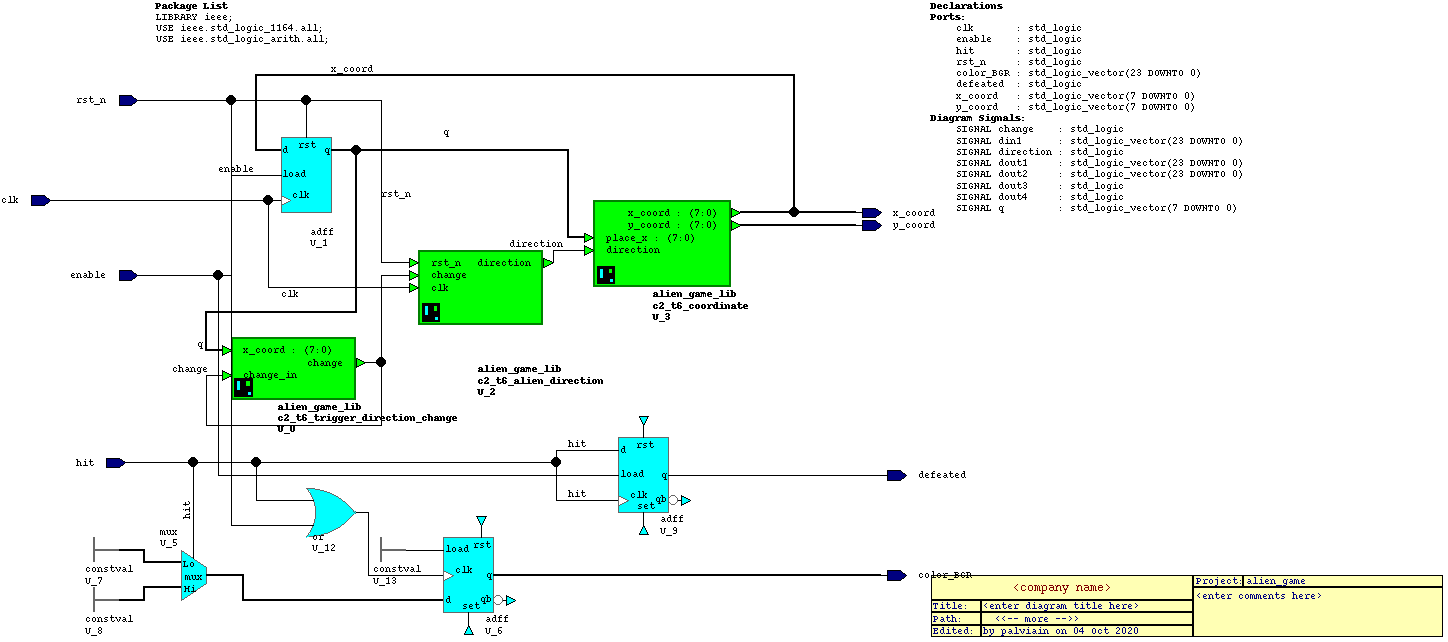 Package List
LIBRARY ieee;
USE ieee.std_logic_1164.all;
USE ieee.std_logic_arith.all;
Declarations
Ports:
clk : std_logic
enable : std_logic
hit : std_logic
rst_n : std_logic
color_BGR : std_logic_vector(23 DOWNTO 0)
defeated : std_logic
x_coord : std_logic_vector(7 DOWNTO 0)
y_coord : std_logic_vector(7 DOWNTO 0)
Diagram Signals:
SIGNAL change : std_logic
SIGNAL din1 : std_logic_vector(23 DOWNTO 0)
SIGNAL direction : std_logic
SIGNAL dout1 : std_logic_vector(23 DOWNTO 0)
SIGNAL dout2 : std_logic_vector(23 DOWNTO 0)
SIGNAL dout3 : std_logic
SIGNAL dout4 : std_logic
SIGNAL q : std_logic_vector(7 DOWNTO 0)
x_coord
rst_n
q
d rst q
enable
load
clk
clk
adff
U_1
rst_n
x_coord : (7:0)
y_coord : (7:0)
place_x : (7:0)
direction
x_coord
y_coord
alien_game_lib
c2_t6_coordinate
U_3
direction
rst_n direction
change
clk
alien_game_lib
c2_t6_alien_direction
U_2
enable
clk
q
change
x_coord : (7:0)
change
change_in
alien_game_lib
c2_t6_trigger_direction_change
U_0
hit
hit
hit
hit
d rst
load q
clk qb
set
adff
U_9
defeated
or
U_12
mux
U_5
Lo
mux
Hi
constval
U_7
constval
U_8
constval
U_13
load rst
clk
q
d qb
set
adff
U_6
color_BGR
<company name>
Title: <enter diagram title here>
Path: <<-- more -->>
Edited: by palviain on 04 Oct 2020
Project: alien_game
<enter comments here>